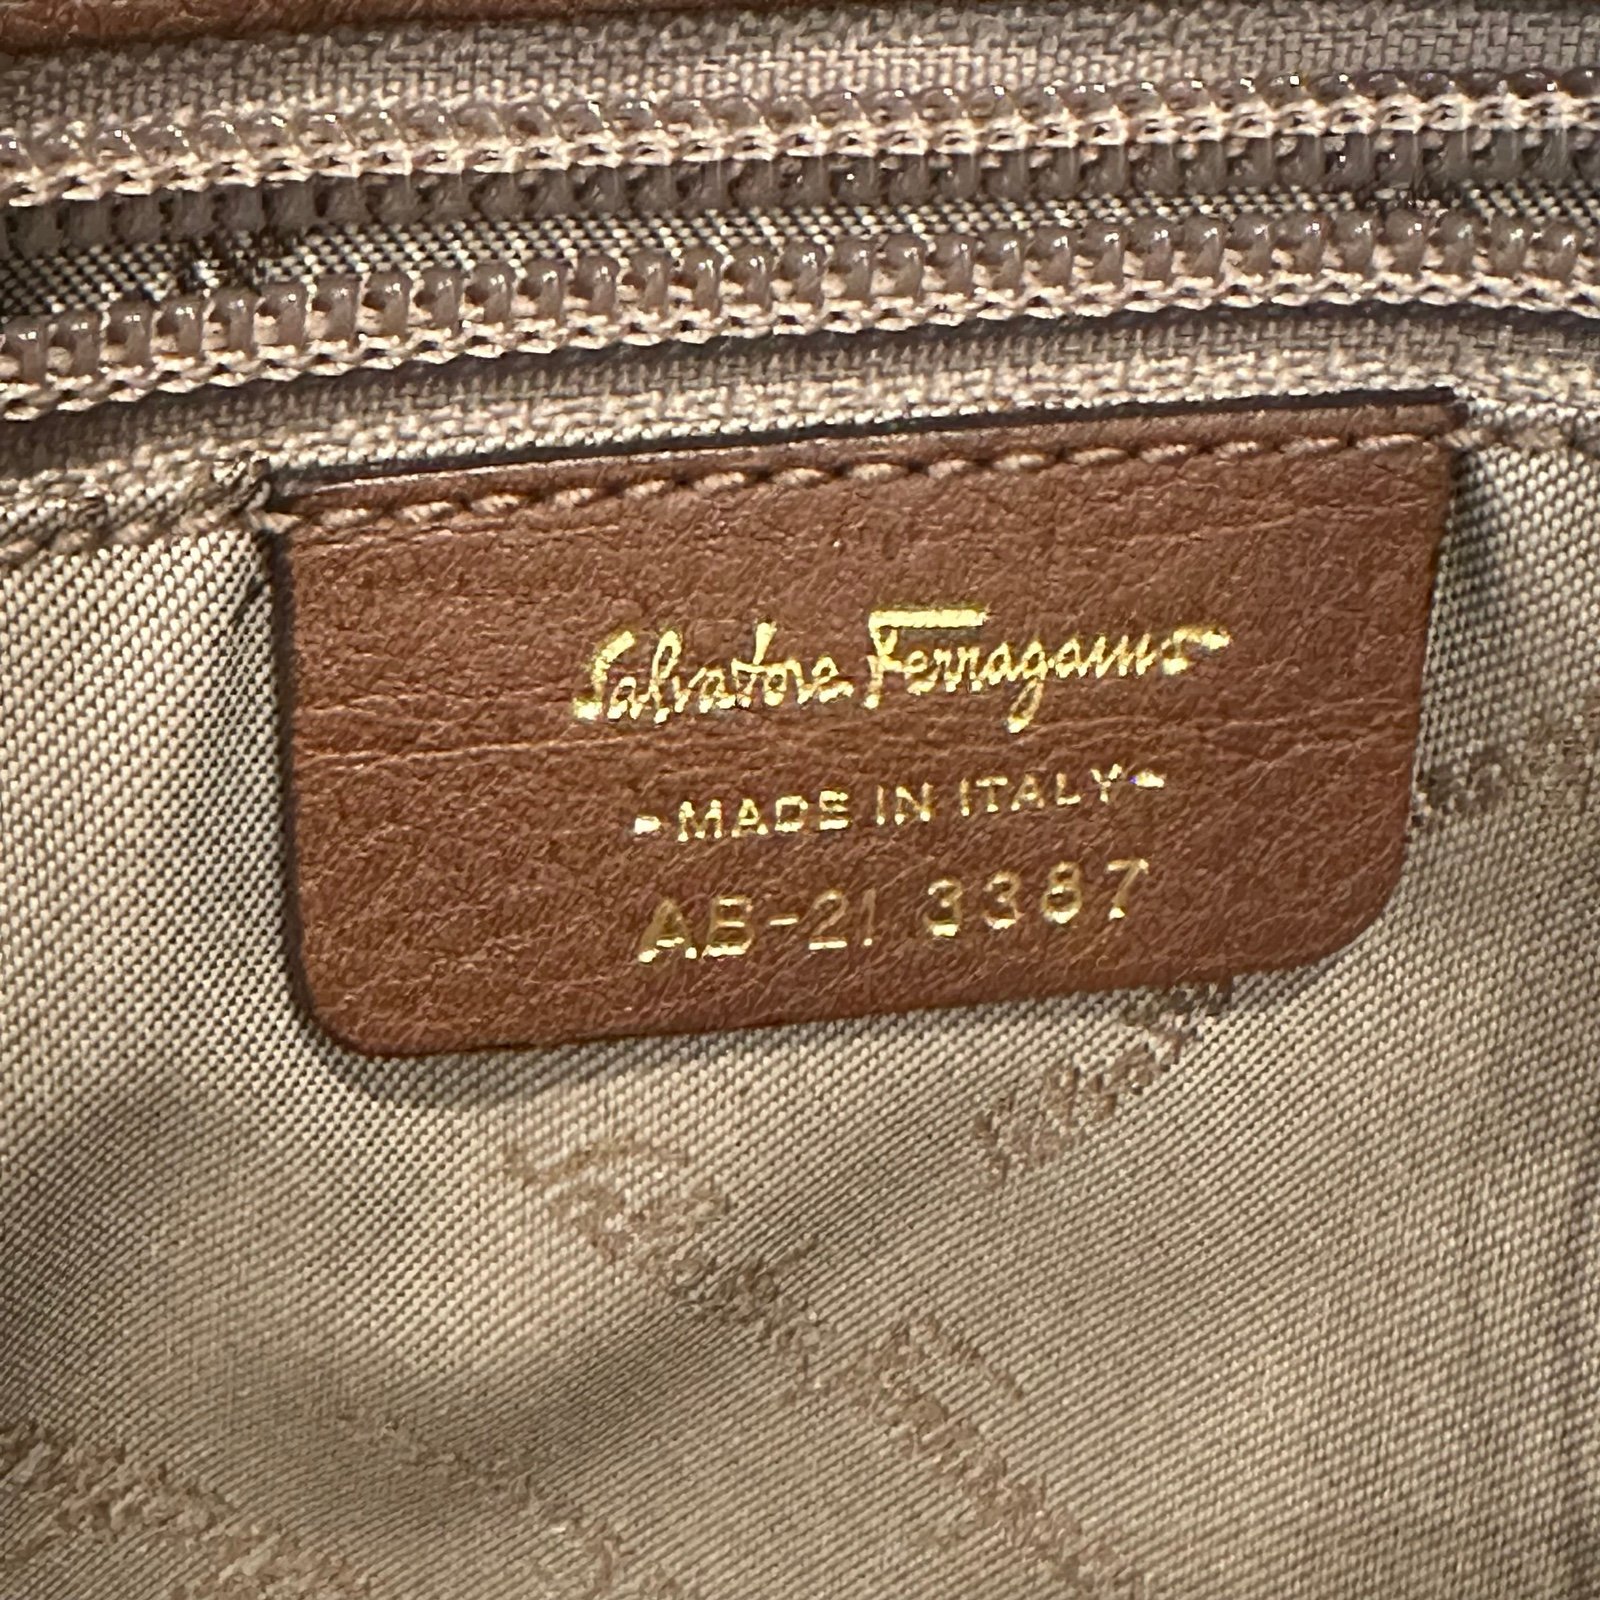 Salvatore Ferragamo
-MADE IN ITALY-
AB-21 3387